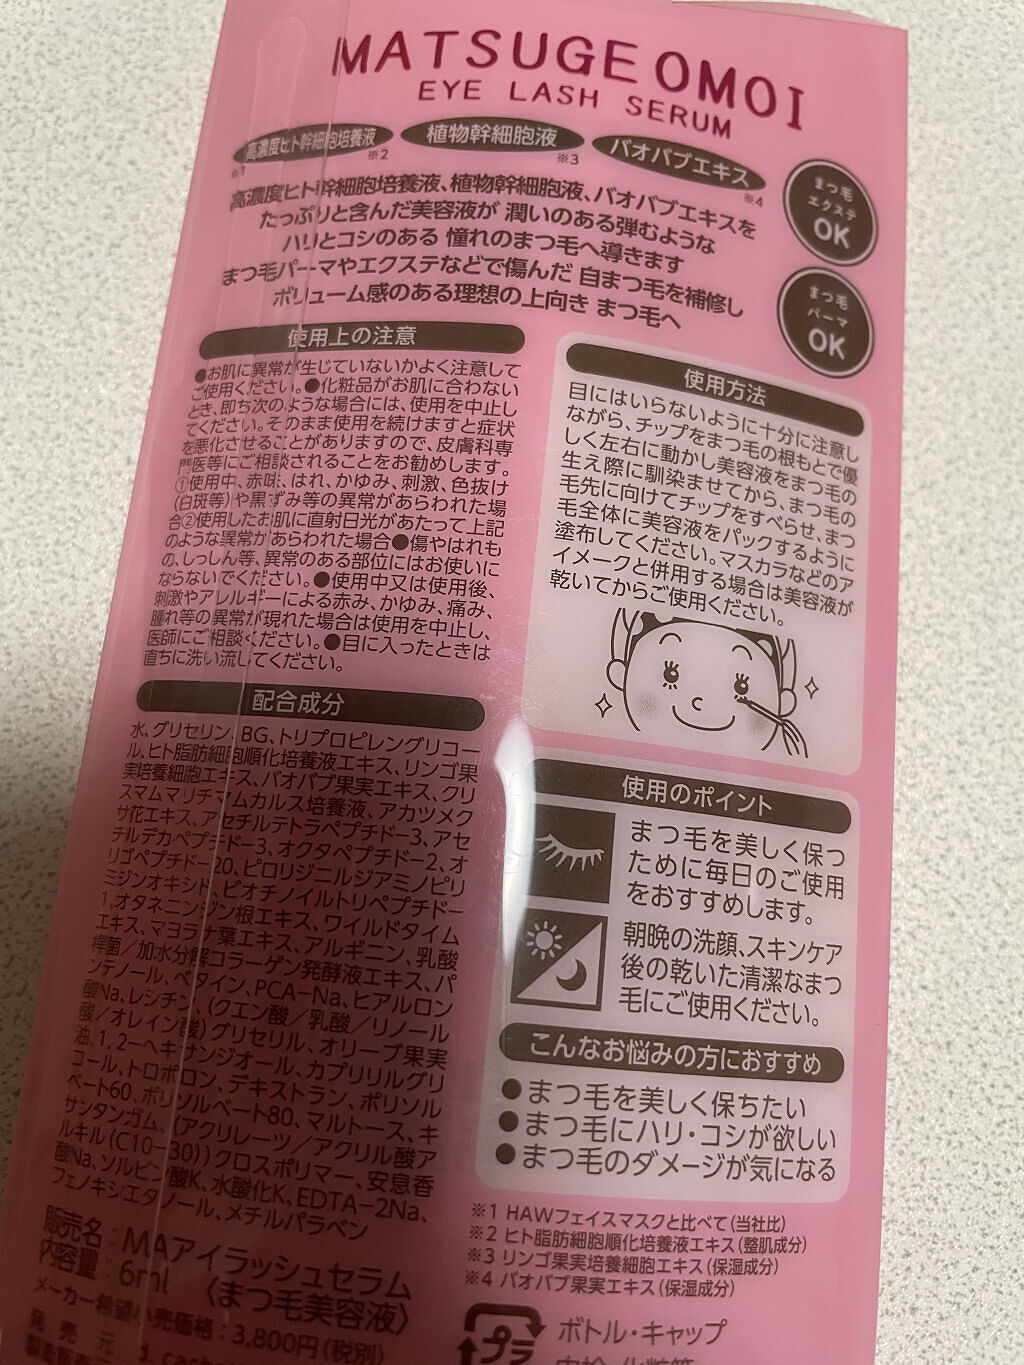 MATSUGE OMOI
EYE LASH SERUM
高濃度ヒト幹細胞培養液
※1
※2
植物幹細胞液
※3
バオバブエキス
※4
まつ毛
エクステ
OK
まつ毛
パーマ
OK
高濃度ヒト幹細胞培養液、植物幹細胞液、バオバブエキスを
たっぷりと含んだ美容液が 潤いのある弾むような
ハリとコシのある 憧れのまつ毛へ導きます
まつ毛パーマやエクステなどで傷んだ 自まつ毛を補修し
ボリューム感のある理想の上向き まつ毛へ
使用上の注意
●お肌に異常が生じていないかよく注意して
ご使用ください。●化粧品がお肌に合わない
とき、即ち次のような場合には、使用を中止し
てください。そのまま使用を続けますと症状
を悪化させることがありますので、皮膚科専
門医等にご相談されることをお勧めします。
①使用中、赤味、はれ、かゆみ、刺激、色抜け
(白斑等)や黒ずみ等の異常があらわれた場
合②使用したお肌に直射日光があたって上記
のような異常があらわれた場合●傷やはれも
の、しっしん等、異常のある部位にはお使いに
ならないでください。●使用中又は使用後、
刺激やアレルギーによる赤み、かゆみ、痛み、
腫れ等の異常が現れた場合は使用を中止し、
医師にご相談ください。●目に入ったときは
直ちに洗い流してください。
配合成分
水、グリセリン、BG、トリプロピレングリコー
ル、ヒト脂肪細胞順化培養液エキス、リンゴ果
実培養細胞エキス、バオバブ果実エキス、クリ
スマムマリチマムカルス培養液、アカツメク
サ花エキス、アセチルテトラペプチド-3、アセ
チルデカペプチド-3、オクタペプチド-2、オ
リゴペプチド-20、ピロリジニルジアミノピリ
ミジンオキシド、ビオチノイルトリペプチド-
1、オタネニンジン根エキス、ワイルドタイム
エキス、マヨラナ葉エキス、アルギニン、乳酸
桿菌/加水分解コラーゲン発酵液エキス、パ
ンテノール、ベタイン、PCA-Na、ヒアルロン
酸Na、レシチン、(クエン酸/乳酸/リノール
酸/オレイン酸)グリセリル、オリーブ果実
油、1,2-ヘキサンジオール、カプリリルグリ
コール、トロポロン、デキストラン、ポリソル
ベート60、ポリソルベート80、マルトース、キ
サンタンガム、(アクリレーツ/アクリル酸ア
ルキル(C10-30))クロスポリマー、安息香
酸Na、ソルビン酸K、水酸化K、EDTA-2Na、
フェノキシエタノール、メチルパラベン
販売名:MAアイラッシュセラム
内容量:6ml 〈まつ毛美容液〉
メーカー希望小売価格:3,800円(税別)
発売元
製造販売
使用方法
目にはいらないように十分に注意し
ながら、チップをまつ毛の根もとで優
しく左右に動かし美容液をまつ毛の
生え際に馴染ませてから、まつ毛の
毛先に向けてチップをすべらせ、まつ
毛全体に美容液をパックするように
塗布してください。マスカラなどのア
イメークと併用する場合は美容液が
乾いてからご使用ください。
使用のポイント
まつ毛を美しく保つ
ために毎日のご使用
をおすすめします。
朝晩の洗顔、スキンケア
後の乾いた清潔なまつ
毛にご使用ください。
こんなお悩みの方におすすめ
●まつ毛を美しく保ちたい
●まつ毛にハリ・コシが欲しい
●まつ毛のダメージが気になる
※1 HAWフェイスマスクと比べて(当社比)
※2 ヒト脂肪細胞順化培養液エキス(整肌成分)
※3 リンゴ果実培養細胞エキス(保湿成分)
※4 バオバブ果実エキス(保湿成分)
プラ
ボトル・キャップ